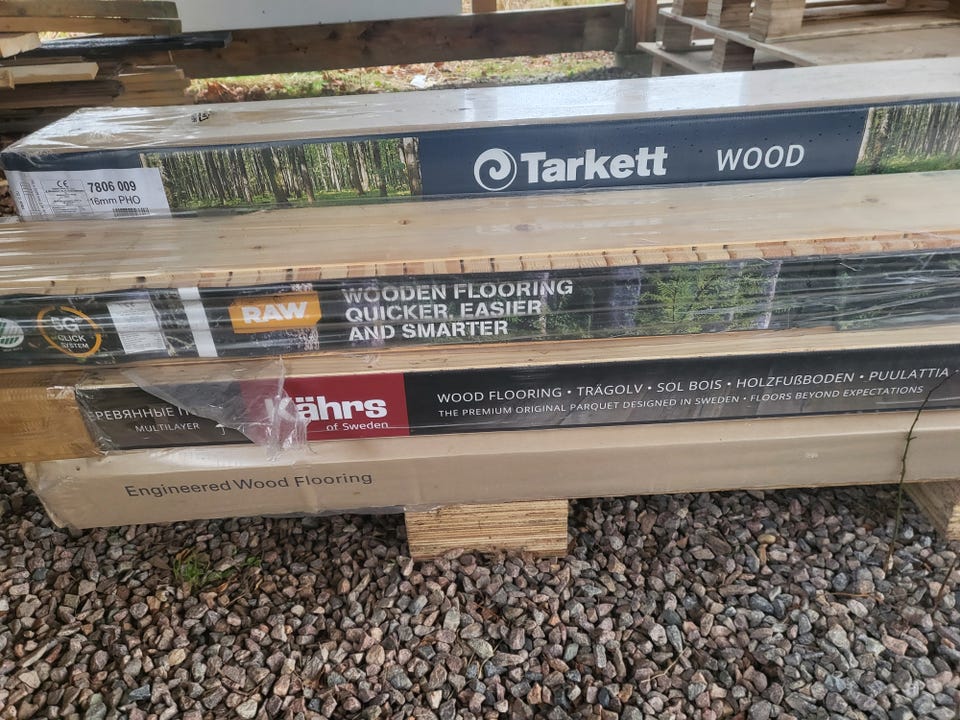 CE
7806 009
16mm PHO
Tarkett WOOD
5G
CLICK
SYSTEM
RAW
WOODEN FLOORING
QUICKER, EASIER
AND SMARTER
MULTILAYER
Kährs
of Sweden
WOOD FLOORING • TRÄGOLV • SOL BOIS • HOLZFUßBODEN • PUULATTIA
THE PREMIUM ORIGINAL PARQUET DESIGNED IN SWEDEN • FLOORS BEYOND EXPECTATIONS
Engineered Wood Flooring